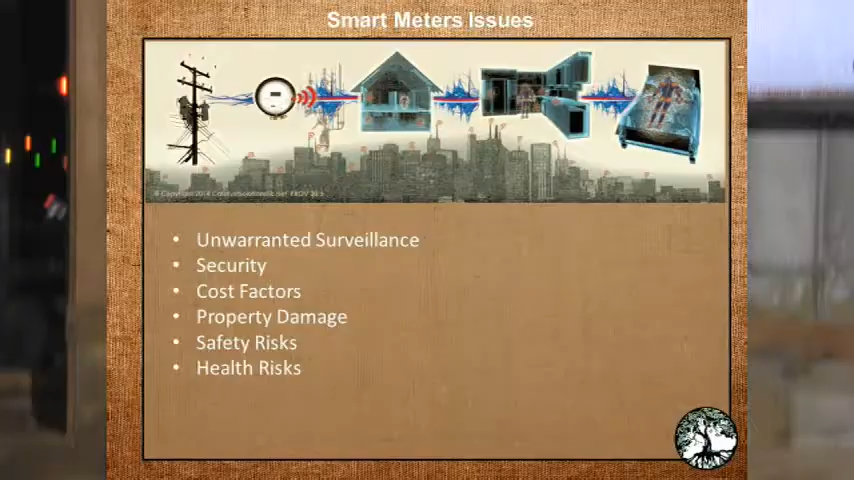 Smart Meters Issues
• Unwarranted Surveillance
• Security
• Cost Factors
• Property Damage
• Safety Risks
• Health Risks